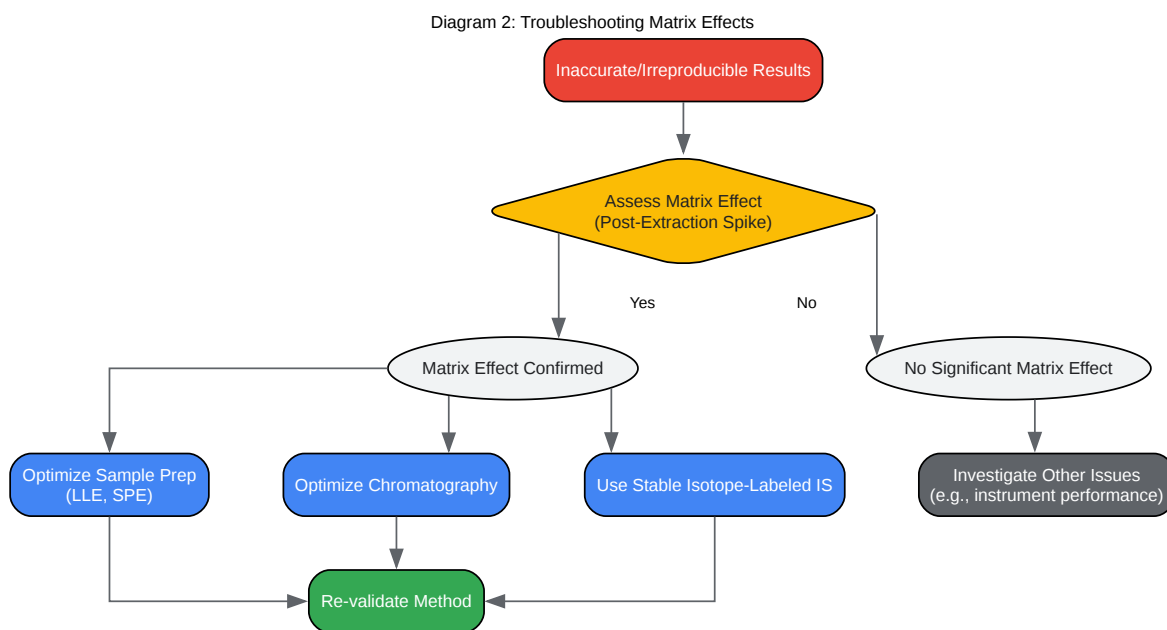 Diagram 2: Troubleshooting Matrix Effects
Inaccurate/Irreproducible Results
Assess Matrix Effect
(Post-Extraction Spike)
Yes
No
Matrix Effect Confirmed
No Significant Matrix Effect
Optimize Sample Prep
(LLE, SPE)
Optimize Chromatography
Use Stable Isotope-Labeled IS
Investigate Other Issues
(e.g., instrument performance)
Re-validate Method